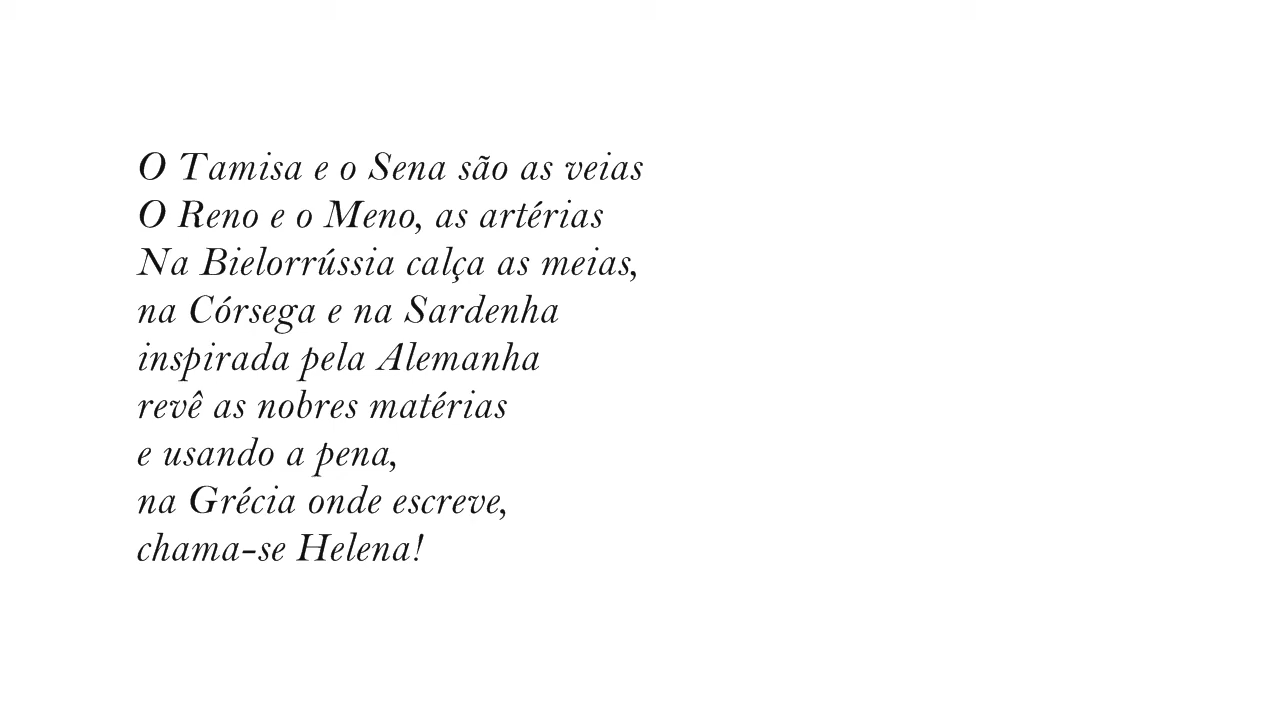 O Tamisa e o Sena são as veias
O Reno e o Meno, as artérias
Na Bielorrússia calça as meias,
na Córsega e na Sardenha
inspirada pela Alemanha
revê as nobres matérias
e usando a pena,
na Grécia onde escreve,
chama-se Helena!